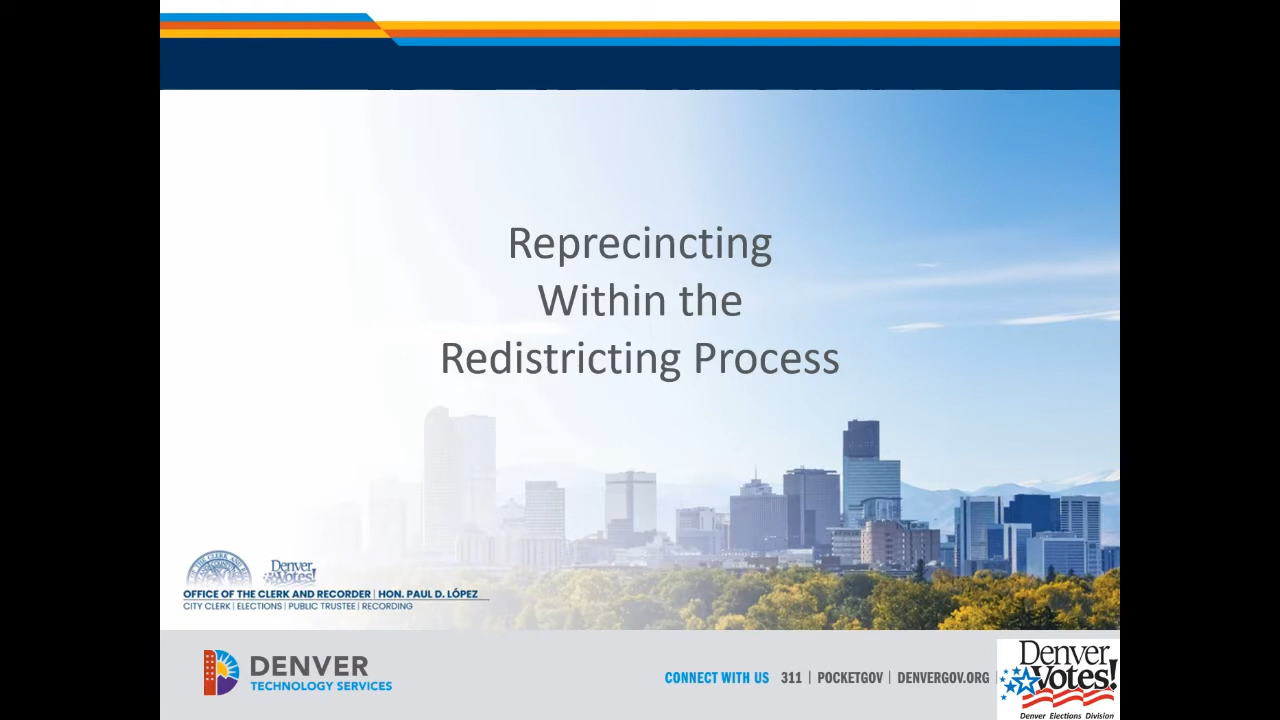 Reprecincting
Within the
Redistricting Process
Denver
Votes!
OFFICE OF THE CLERK AND RECORDER | HON. PAUL D. LÓPEZ
CITY CLERK | ELECTIONS | PUBLIC TRUSTEE | RECORDING
DENVER
TECHNOLOGY SERVICES
CONNECT WITH US 311 | POCKETGOV | DENVERGOV.ORG
Denver
Votes!
Denver Elections Division